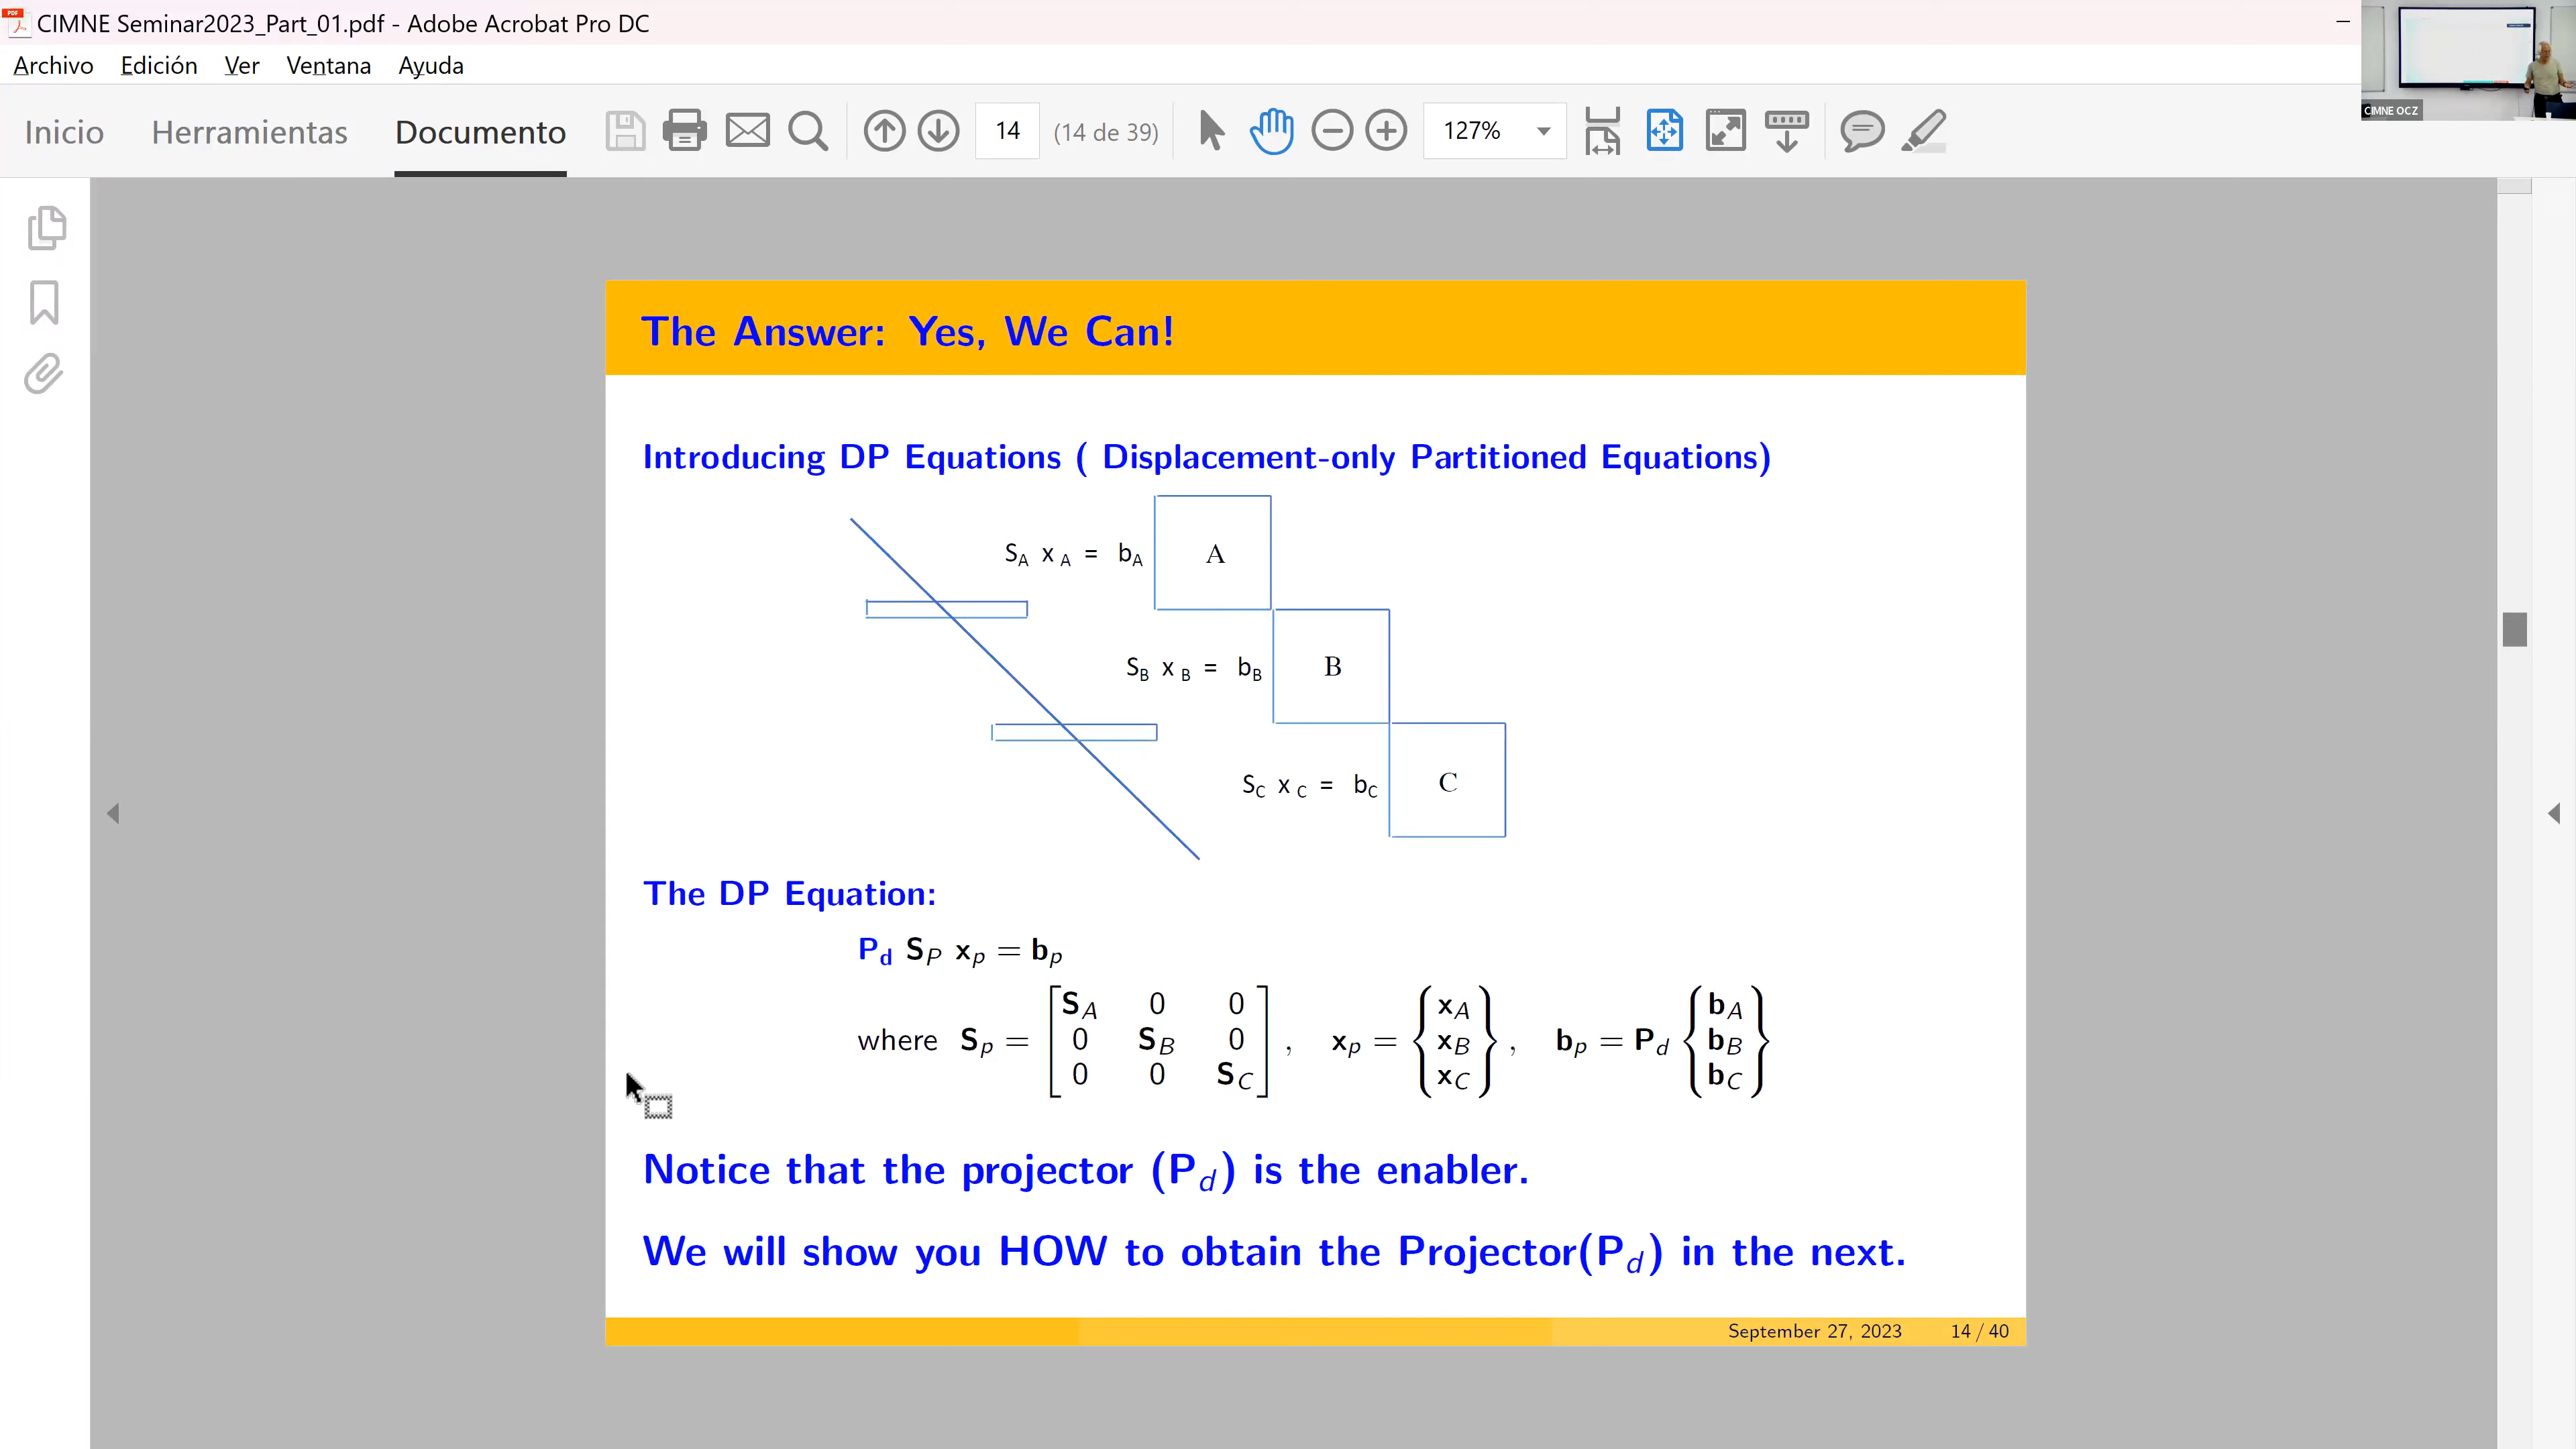 CIMNE Seminar2023_Part_01.pdf - Adobe Acrobat Pro DC
Archivo Edición Ver Ventana Ayuda
Inicio Herramientas Documento 14 (14 de 39) 127%
CIMNE OCZ
The Answer: Yes, We Can!
Introducing DP Equations ( Displacement-only Partitioned Equations)
S_A x_A = b_A A
S_B x_B = b_B B
S_C x_C = b_C C
The DP Equation:
P_d S_P x_p = b_p
where S_p = [S_A 0 0 0 S_B 0 0 0 S_C] , x_p = {x_A x_B x_C} , b_p = P_d {b_A b_B b_C}
Notice that the projector (P_d) is the enabler.
We will show you HOW to obtain the Projector(P_d) in the next.
September 27, 2023 14 / 40